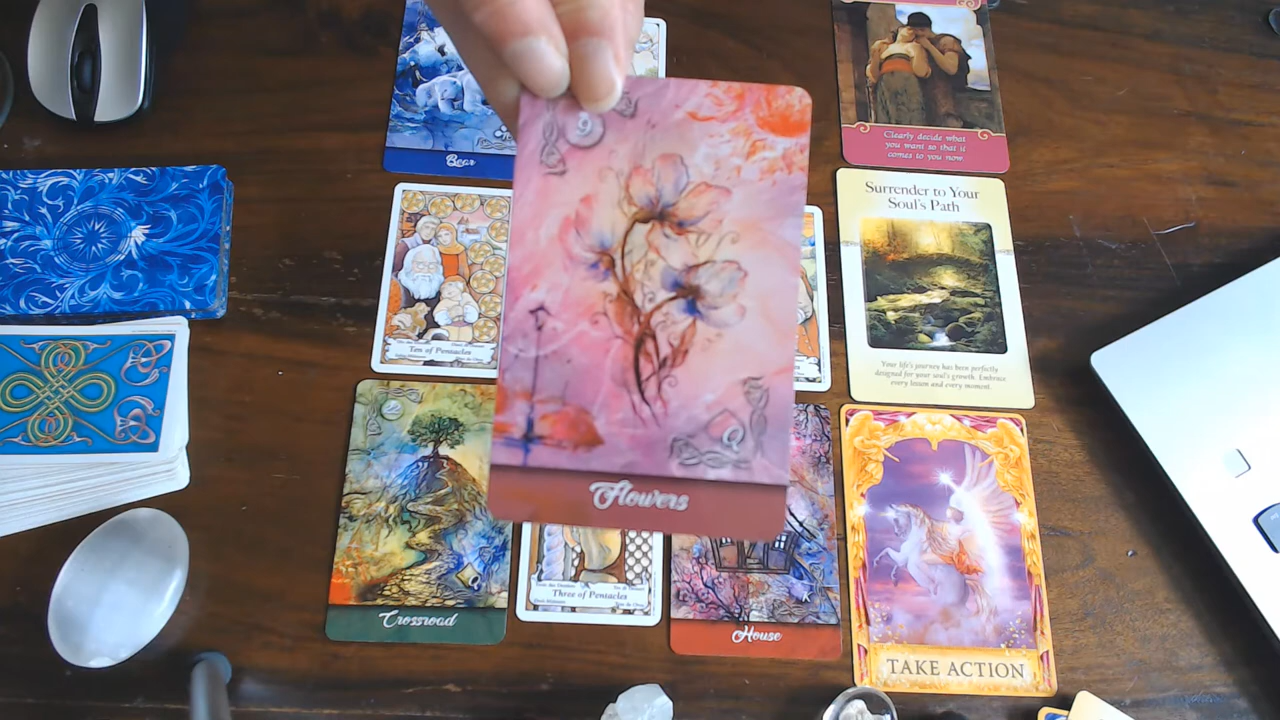 Bear
Clearly decide what
you want so that it
comes to you now.
Surrender to Your
Soul's Path
Your life's journey has been perfectly
designed for your soul's growth. Embrace
every lesson and every moment.
Ten of Pentacles
9
Q
Flowers
Crossroad
Three of Pentacles
House
TAKE ACTION